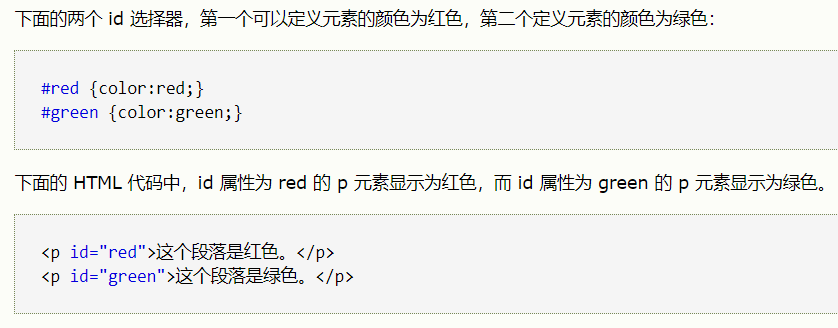 下面的两个 id 选择器，第一个可以定义元素的颜色为红色，第二个定义元素的颜色为绿色：
#red {color:red;}
#green {color:green;}
下面的 HTML 代码中，id 属性为 red 的 p 元素显示为红色，而 id 属性为 green 的 p 元素显示为绿色。
<p id="red">这个段落是红色。</p>
<p id="green">这个段落是绿色。</p>